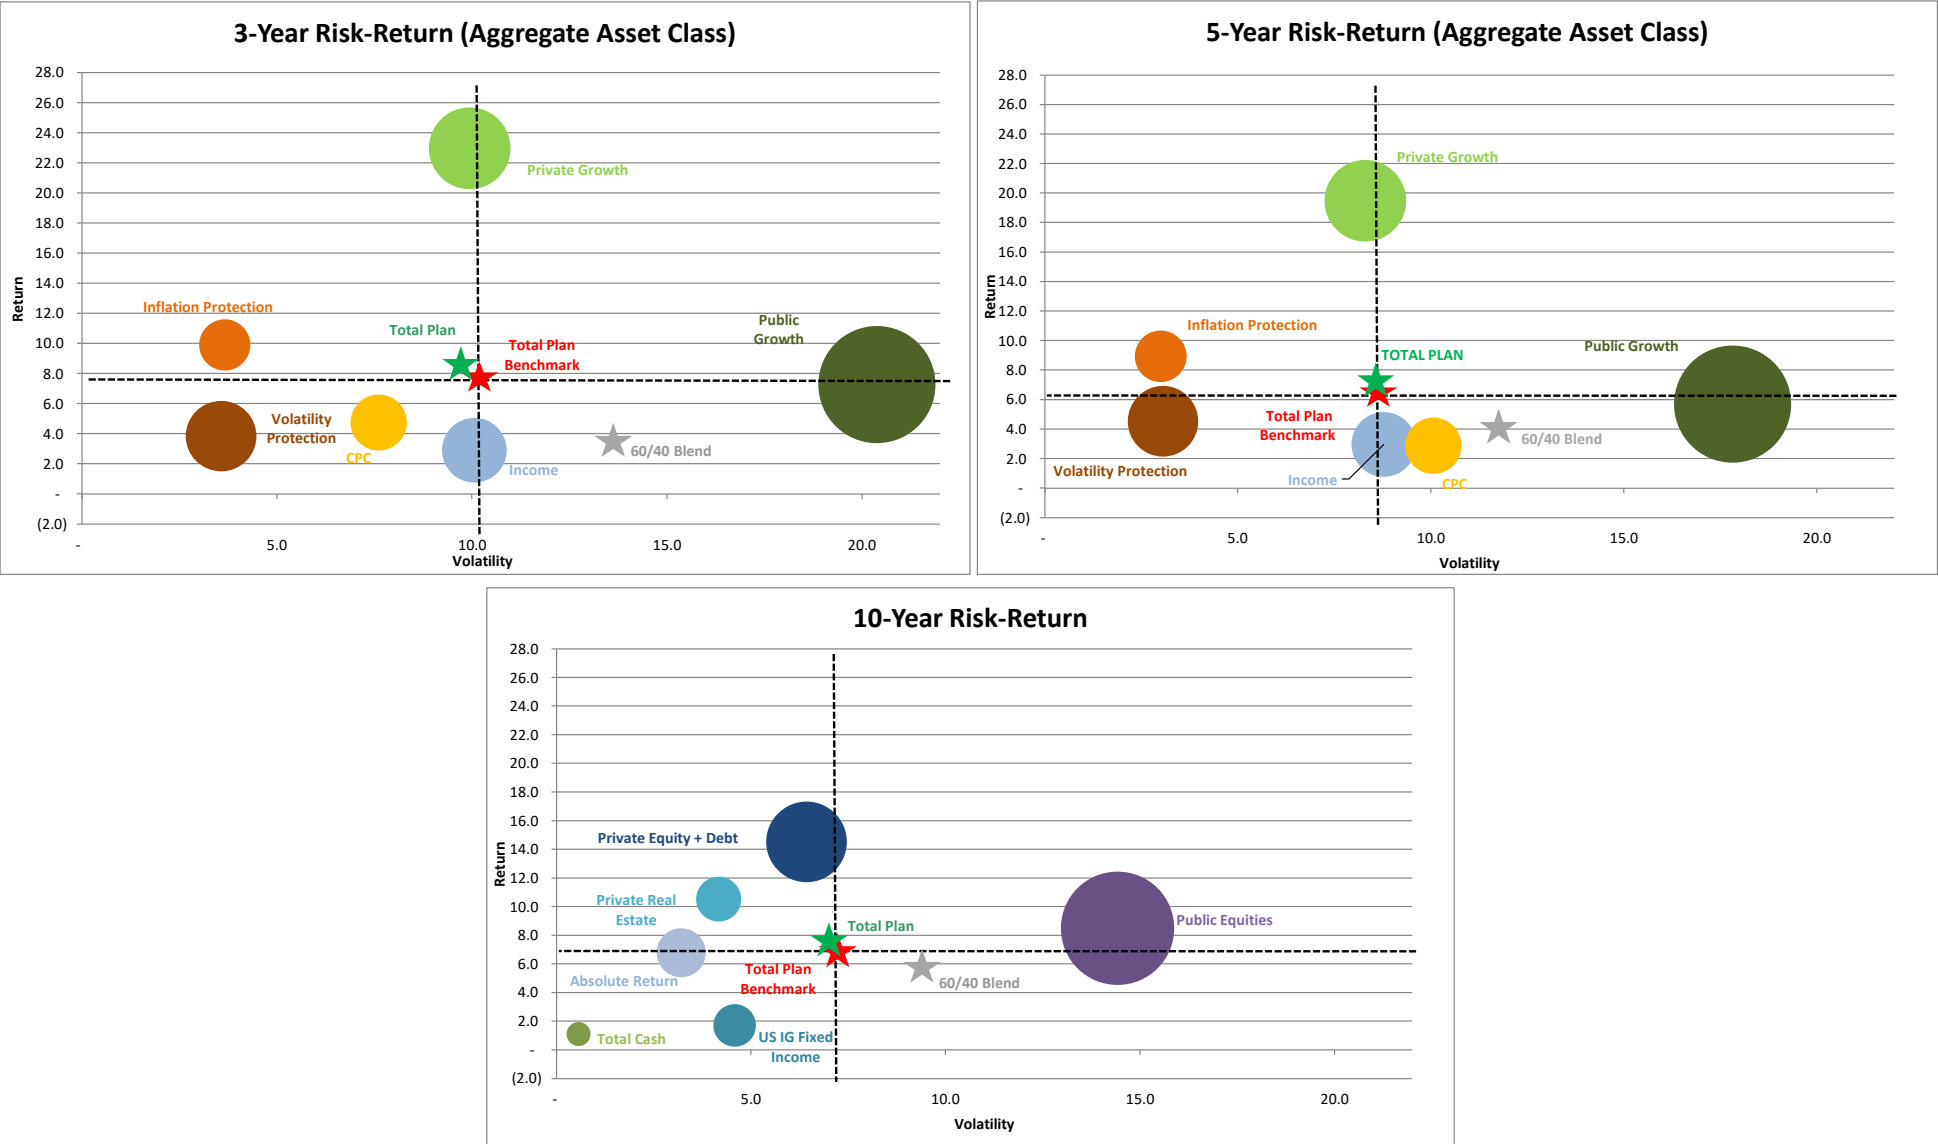 3-Year Risk-Return (Aggregate Asset Class)
28.0
26.0
24.0
22.0
20.0
18.0
16.0
14.0
12.0
10.0
8.0
6.0
4.0
2.0
-
(2.0)
Return
-
5.0
10.0
15.0
20.0
Volatility
Private Growth
Inflation Protection
Total Plan
Total Plan
Benchmark
Public
Growth
Volatility
Protection
CPC
Income
60/40 Blend
5-Year Risk-Return (Aggregate Asset Class)
28.0
26.0
24.0
22.0
20.0
18.0
16.0
14.0
12.0
10.0
8.0
6.0
4.0
2.0
-
(2.0)
Return
-
5.0
10.0
15.0
20.0
Volatility
Private Growth
Inflation Protection
TOTAL PLAN
Public Growth
Total Plan
Benchmark
Volatility Protection
Income
CPC
60/40 Blend
10-Year Risk-Return
28.0
26.0
24.0
22.0
20.0
18.0
16.0
14.0
12.0
10.0
8.0
6.0
4.0
2.0
-
(2.0)
Return
-
5.0
10.0
15.0
20.0
Volatility
Private Equity + Debt
Private Real
Estate
Total Plan
Public Equities
Absolute Return
Total Plan
Benchmark
60/40 Blend
Total Cash
US IG Fixed
Income